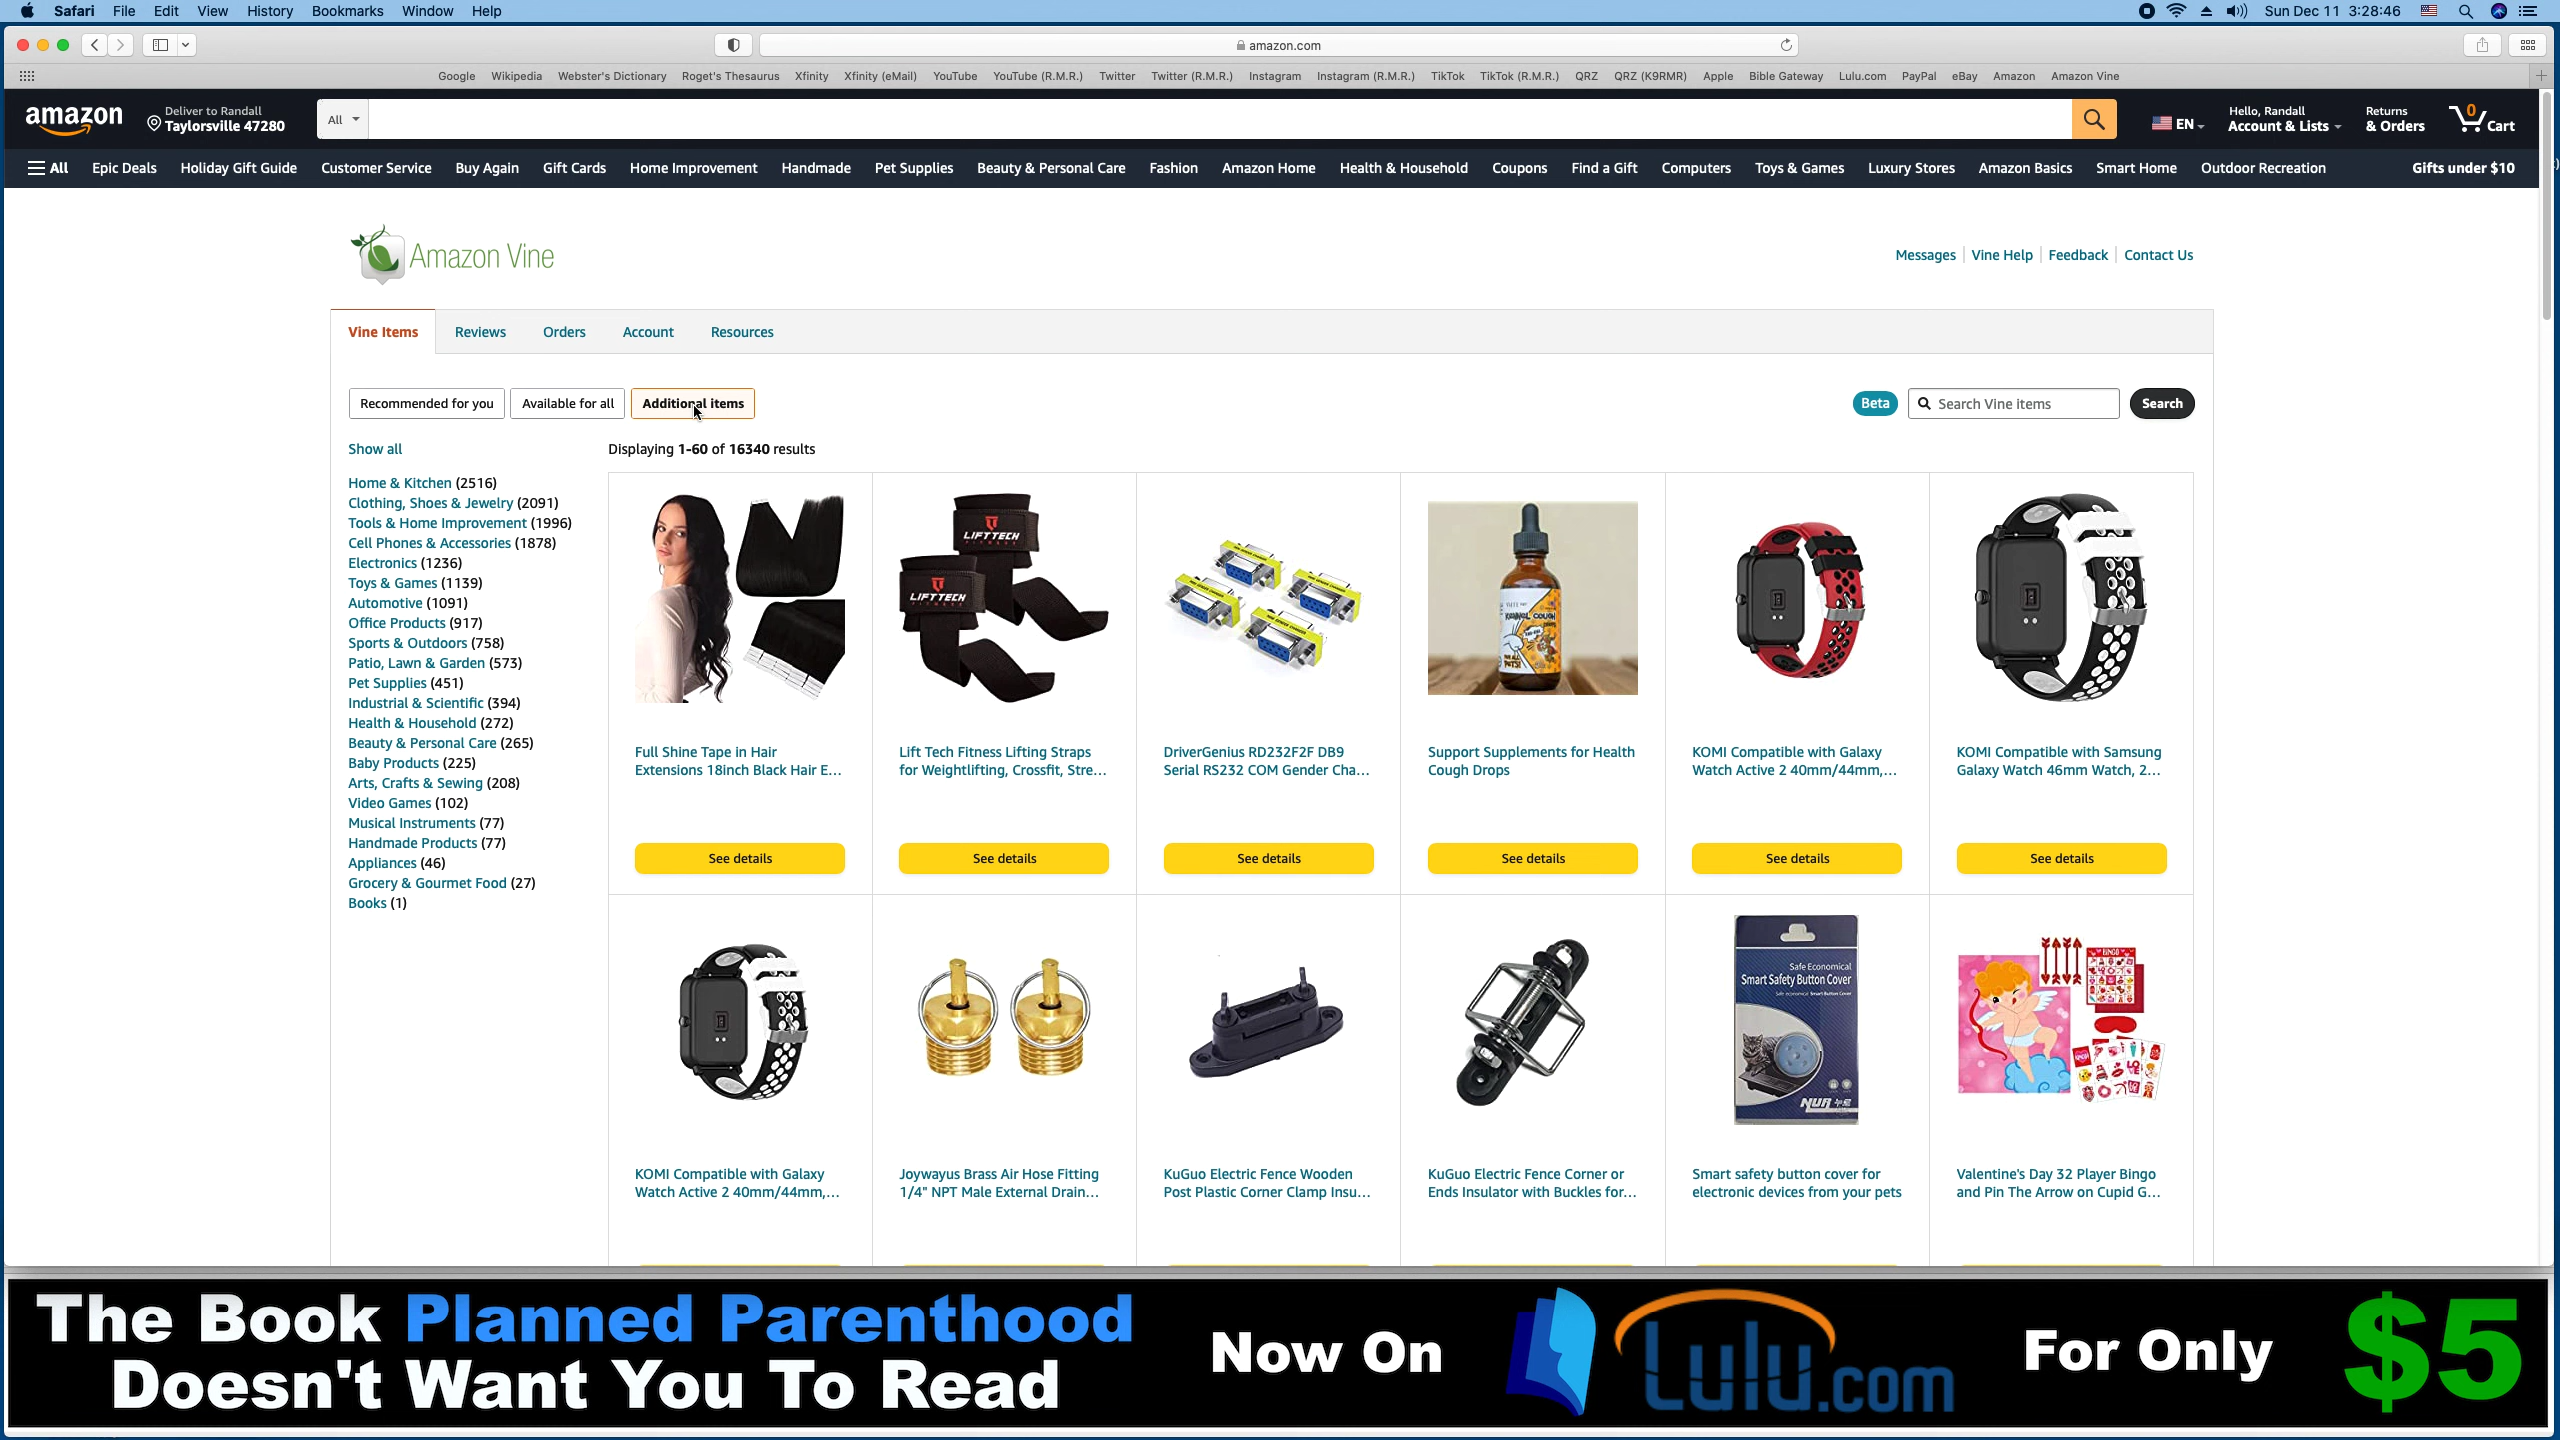 Safari File Edit View History Bookmarks Window Help Sun Dec 11 3:28:46
amazon.com
Google Wikipedia Webster's Dictionary Roget's Thesaurus Xfinity Xfinity (eMail) YouTube YouTube (R.M.R.) Twitter Twitter (R.M.R.) Instagram Instagram (R.M.R.) TikTok TikTok (R.M.R.) QRZ QRZ (K9RMR) Apple Bible Gateway Lulu.com PayPal eBay Amazon Amazon Vine
amazon
Deliver to Randall
Taylorsville 47280
All
EN
Hello, Randall
Account & Lists
Returns
& Orders
0
Cart
All Epic Deals Holiday Gift Guide Customer Service Buy Again Gift Cards Home Improvement Handmade Pet Supplies Beauty & Personal Care Fashion Amazon Home Health & Household Coupons Find a Gift Computers Toys & Games Luxury Stores Amazon Basics Smart Home Outdoor Recreation Gifts under $10
Amazon Vine
Messages Vine Help Feedback Contact Us
Vine Items Reviews Orders Account Resources
Recommended for you Available for all Additional items
Beta Search Vine items Search
Show all
Displaying 1-60 of 16340 results
Home & Kitchen (2516)
Clothing, Shoes & Jewelry (2091)
Tools & Home Improvement (1996)
Cell Phones & Accessories (1878)
Electronics (1236)
Toys & Games (1139)
Automotive (1091)
Office Products (917)
Sports & Outdoors (758)
Patio, Lawn & Garden (573)
Pet Supplies (451)
Industrial & Scientific (394)
Health & Household (272)
Beauty & Personal Care (265)
Baby Products (225)
Arts, Crafts & Sewing (208)
Video Games (102)
Musical Instruments (77)
Handmade Products (77)
Appliances (46)
Grocery & Gourmet Food (27)
Books (1)
LIFTTECH
FITNESS
LIFTTECH
FITNESS
KENNEL COUGH
Full Shine Tape in Hair
Extensions 18inch Black Hair E...
See details
Lift Tech Fitness Lifting Straps
for Weightlifting, Crossfit, Stre...
See details
DriverGenius RD232F2F DB9
Serial RS232 COM Gender Cha...
See details
Support Supplements for Health
Cough Drops
See details
KOMI Compatible with Galaxy
Watch Active 2 40mm/44mm,...
See details
KOMI Compatible with Samsung
Galaxy Watch 46mm Watch, 2...
See details
Safe Economical
Smart Safety Button Cover
Safe economical Smart Button Cover
BINGO
KOMI Compatible with Galaxy
Watch Active 2 40mm/44mm,...
Joywayus Brass Air Hose Fitting
1/4" NPT Male External Drain...
KuGuo Electric Fence Wooden
Post Plastic Corner Clamp Insu...
KuGuo Electric Fence Corner or
Ends Insulator with Buckles for...
Smart safety button cover for
electronic devices from your pets
Valentine's Day 32 Player Bingo
and Pin The Arrow on Cupid G...
The Book Planned Parenthood
Doesn't Want You To Read
Now On
Lulu.com
For Only
$5